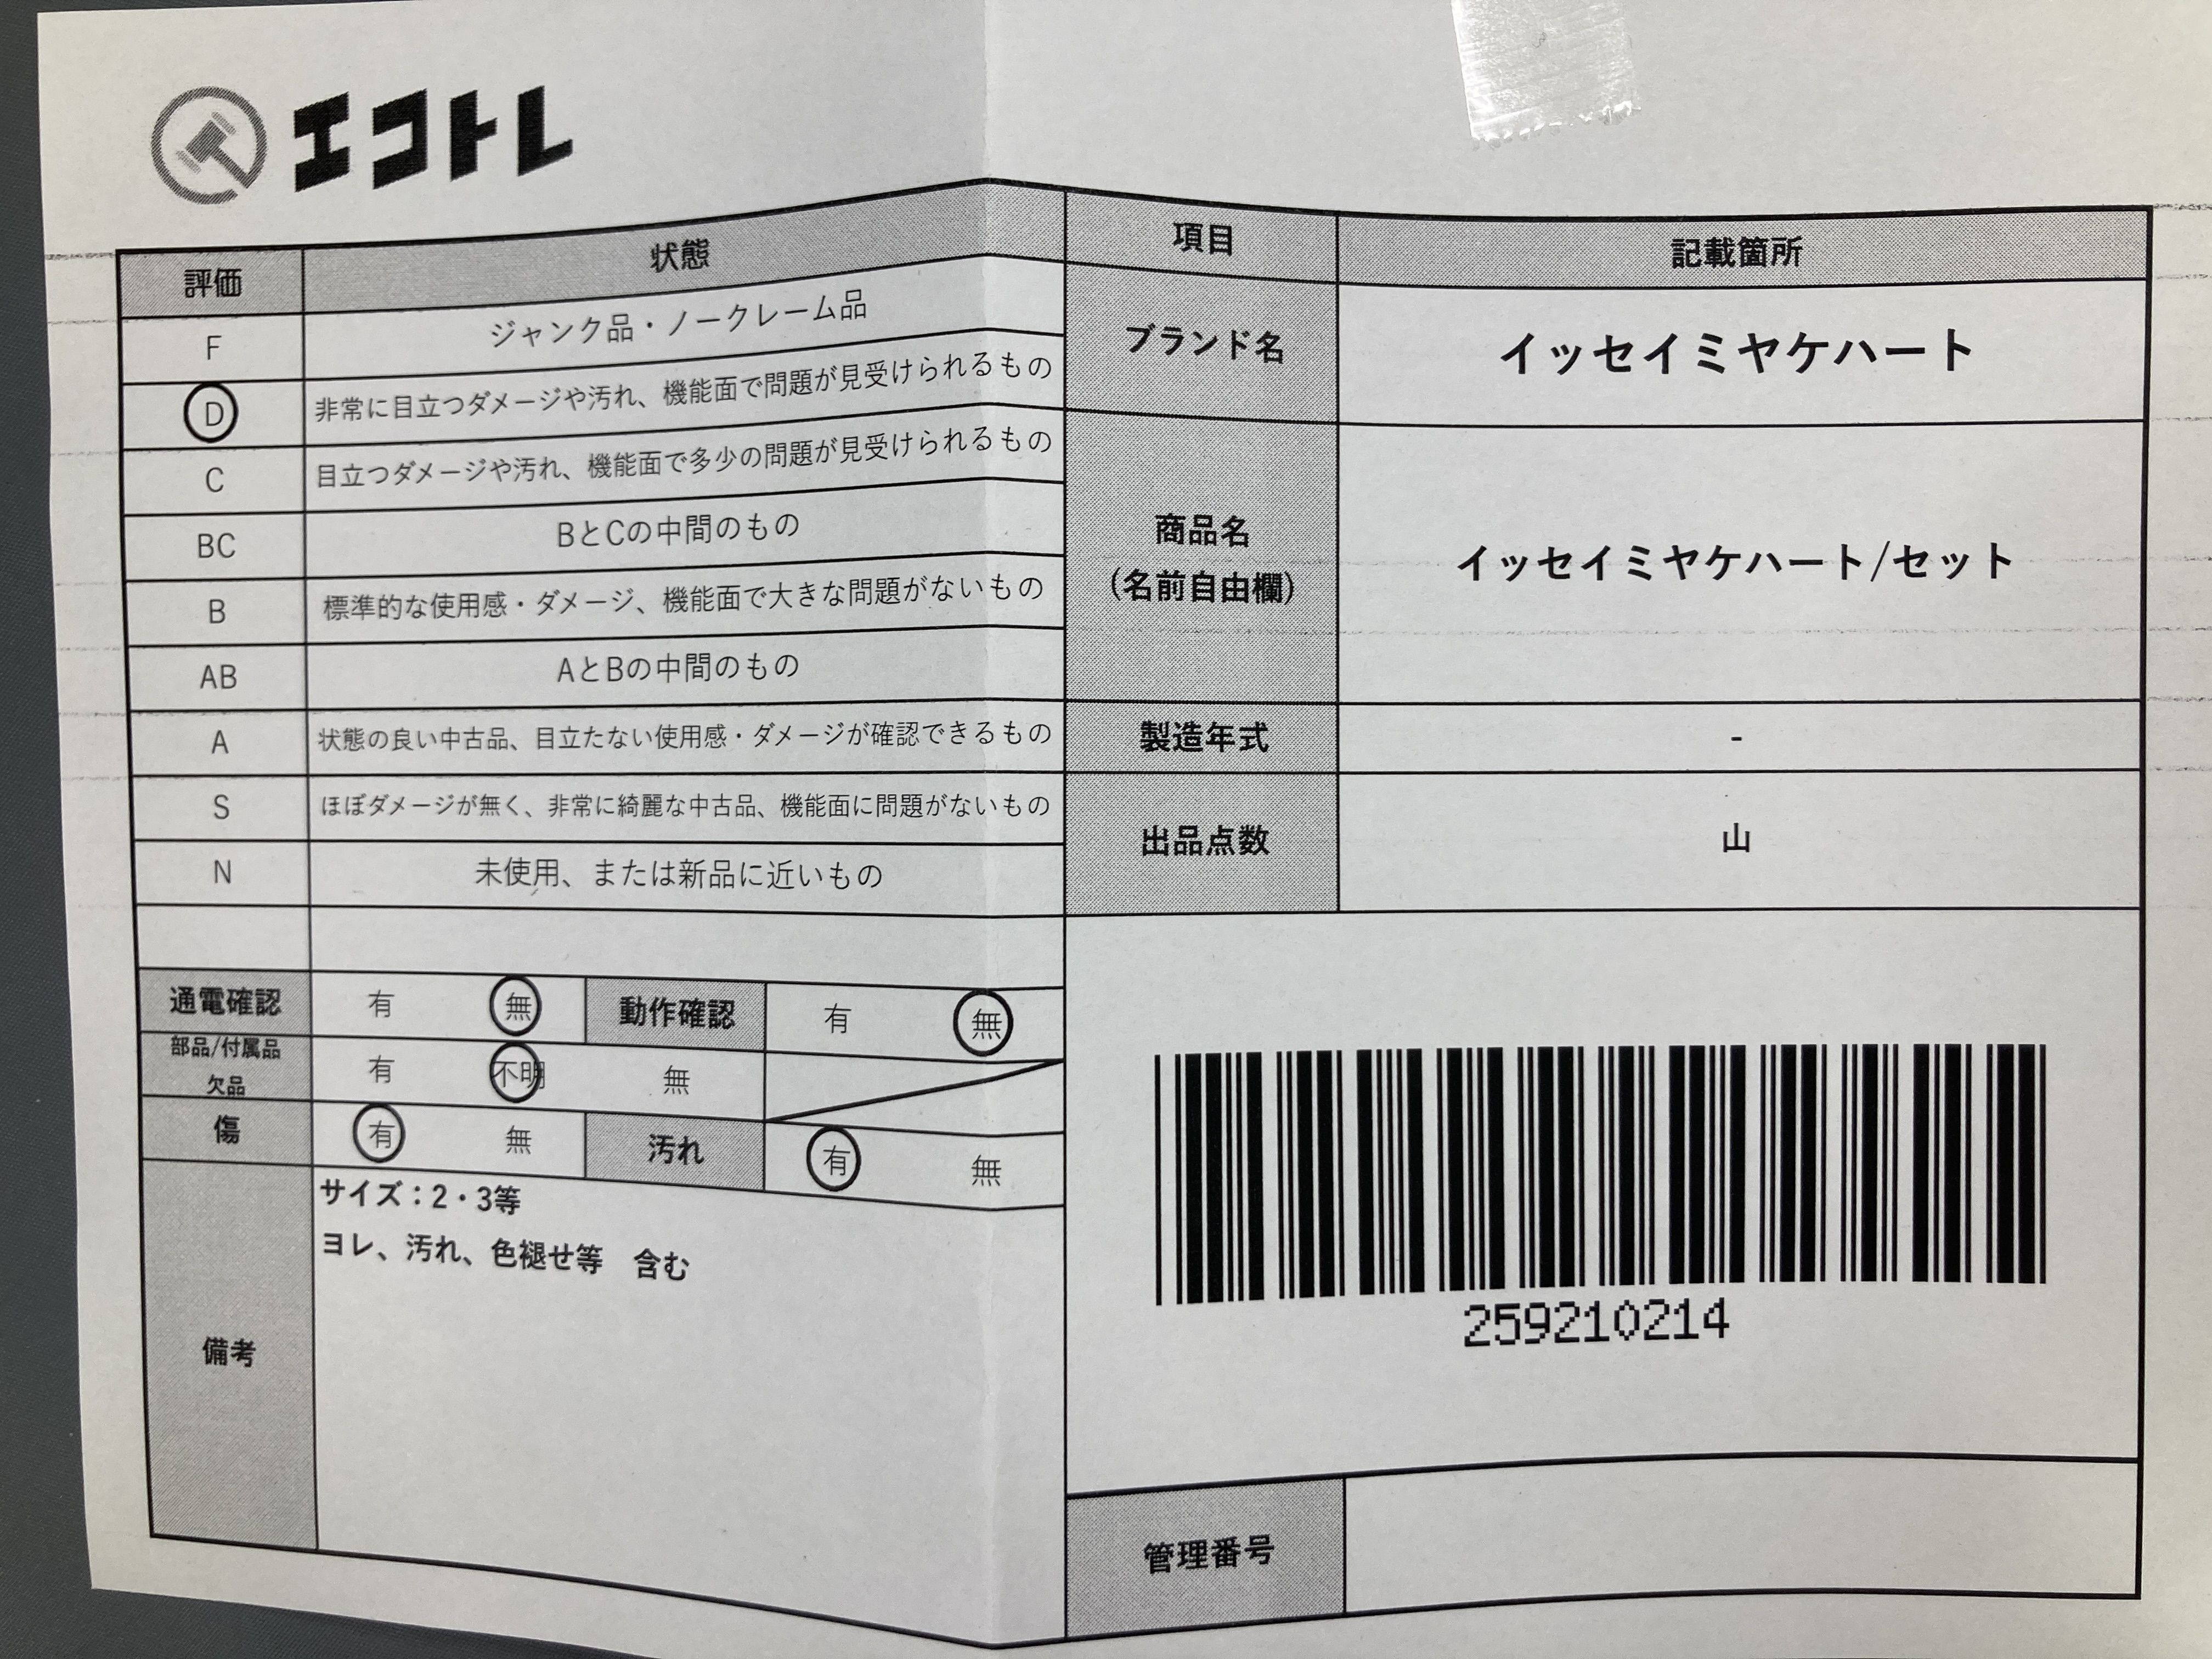 エコトレ
評価 状態
F ジャンク品・ノークレーム品
D 非常に目立つダメージや汚れ、機能面で問題が見受けられるもの
C 目立つダメージや汚れ、機能面で多少の問題が見受けられるもの
BC BとCの中間のもの
B 標準的な使用感・ダメージ、機能面で大きな問題がないもの
AB AとBの中間のもの
A 状態の良い中古品、目立たない使用感・ダメージが確認できるもの
S ほぼダメージが無く、非常に綺麗な中古品、機能面に問題がないもの
N 未使用、または新品に近いもの
通電確認 有 無 動作確認 有 無
部品/付属品
欠品 有 不明 無
傷 有 無 汚れ 有 無
備考
サイズ：2・3等
ヨレ、汚れ、色褪せ等　含む
項目 記載箇所
ブランド名 イッセイミヤケハート
商品名
（名前自由欄） イッセイミヤケハート/セット
製造年式 -
出品点数 山
259210214
管理番号